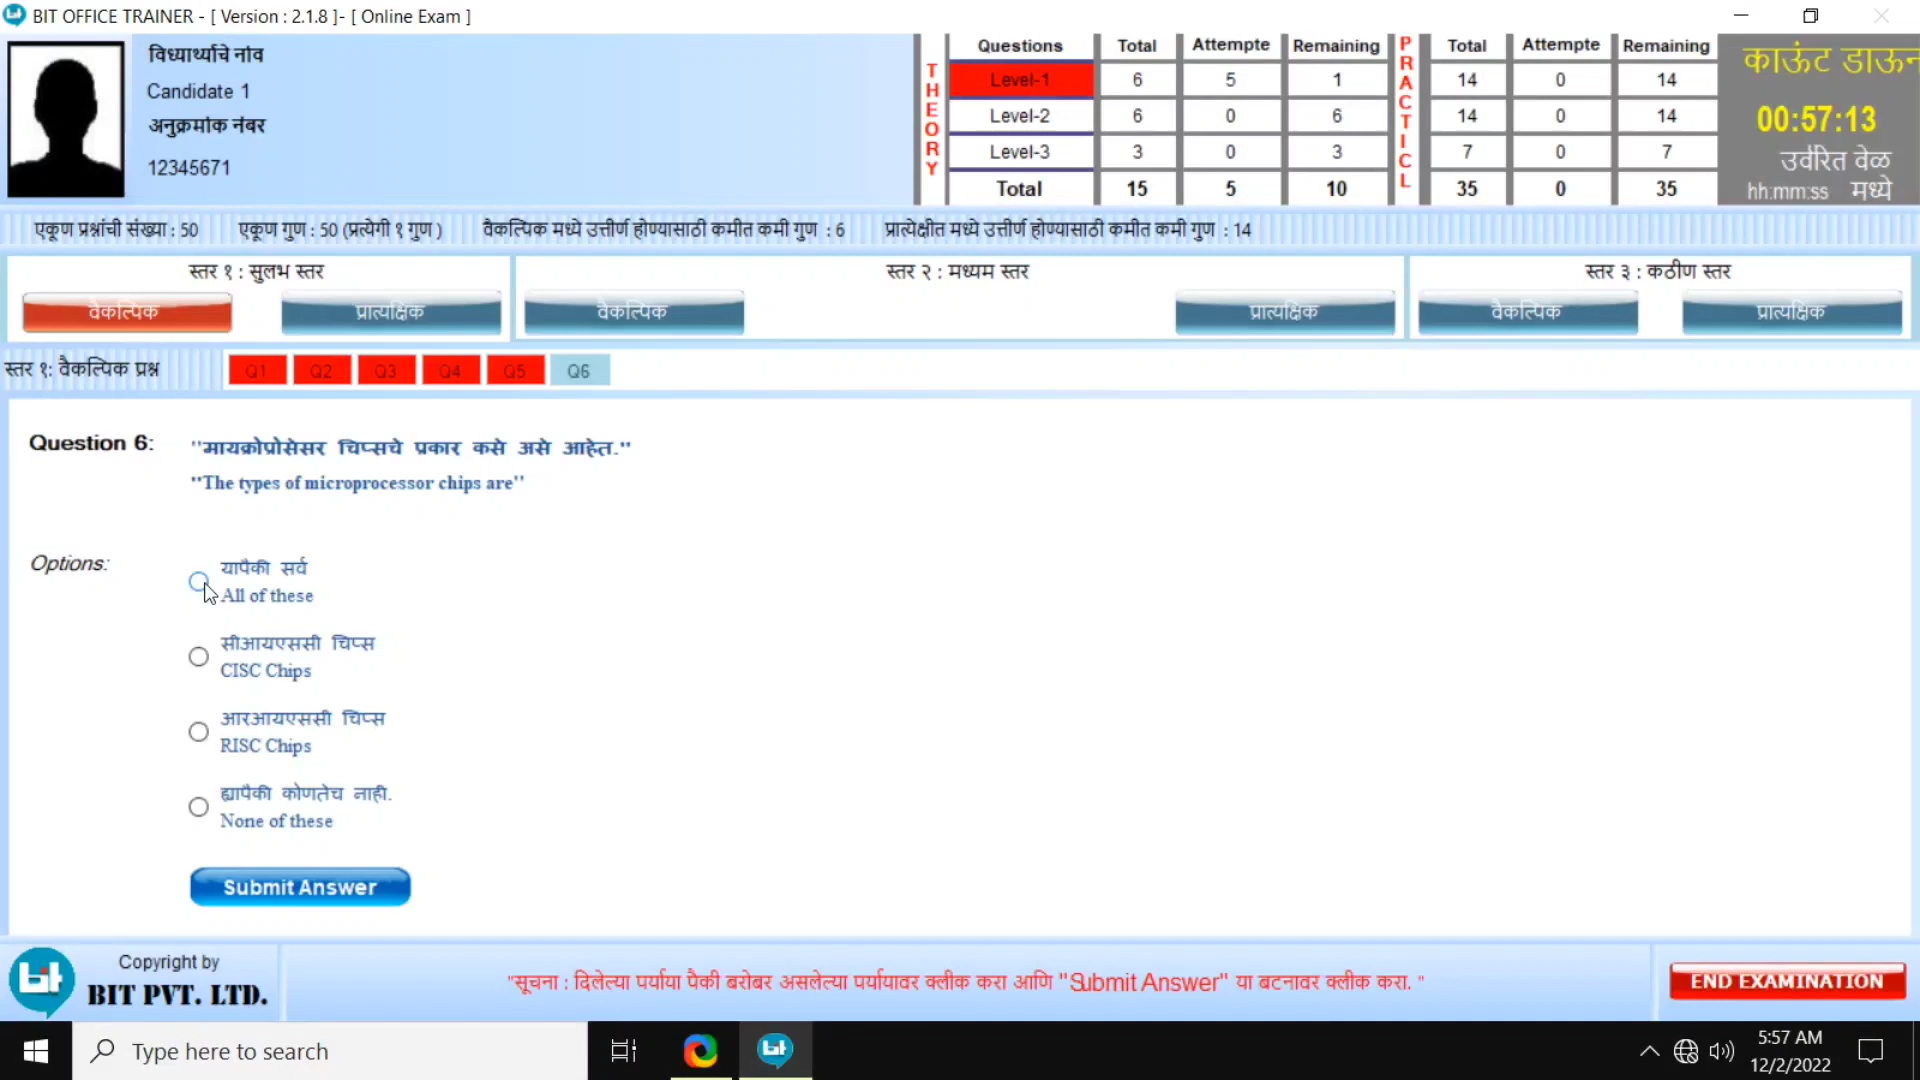 BIT OFFICE TRAINER - [ Version : 2.1.8 ]- [ Online Exam ]
विध्यार्थ्याचे नांव
Candidate 1
अनुक्रमांक नंबर
12345671
THEORY
Questions Total Attempte Remaining
Level-1 6 5 1
Level-2 6 0 6
Level-3 3 0 3
Total 15 5 10
PRACTICL
Total Attempte Remaining
14 0 14
14 0 14
7 0 7
35 0 35
काऊंट डाऊन
00:57:13
उर्वरित वेळ
hh:mm:ss मध्ये
एकूण प्रश्नांची संख्या : 50 एकूण गुण : 50 (प्रत्येगी १ गुण ) वैकल्पिक मध्ये उत्तीर्ण होण्यासाठी कमीत कमी गुण : 6 प्रात्येक्षीत मध्ये उत्तीर्ण होण्यासाठी कमीत कमी गुण : 14
स्तर १ : सुलभ स्तर स्तर २ : मध्यम स्तर स्तर ३ : कठीण स्तर
वैकल्पिक प्रात्यक्षिक वैकल्पिक प्रात्यक्षिक वैकल्पिक प्रात्यक्षिक
स्तर १: वैकल्पिक प्रश्न Q1 Q2 Q3 Q4 Q5 Q6
Question 6: "मायक्रोप्रोसेसर चिप्सचे प्रकार कसे असे आहेत."
"The types of microprocessor chips are"
Options:
यापैकी सर्व
All of these
सीआयएससी चिप्स
CISC Chips
आरआयएससी चिप्स
RISC Chips
ह्यापैकी कोणतेच नाही.
None of these
Submit Answer
bit
Copyright by
BIT PVT. LTD.
"सूचना : दिलेल्या पर्याया पैकी बरोबर असलेल्या पर्यायावर क्लीक करा आणि "Submit Answer" या बटनावर क्लीक करा. "
END EXAMINATION
Type here to search
5:57 AM
12/2/2022